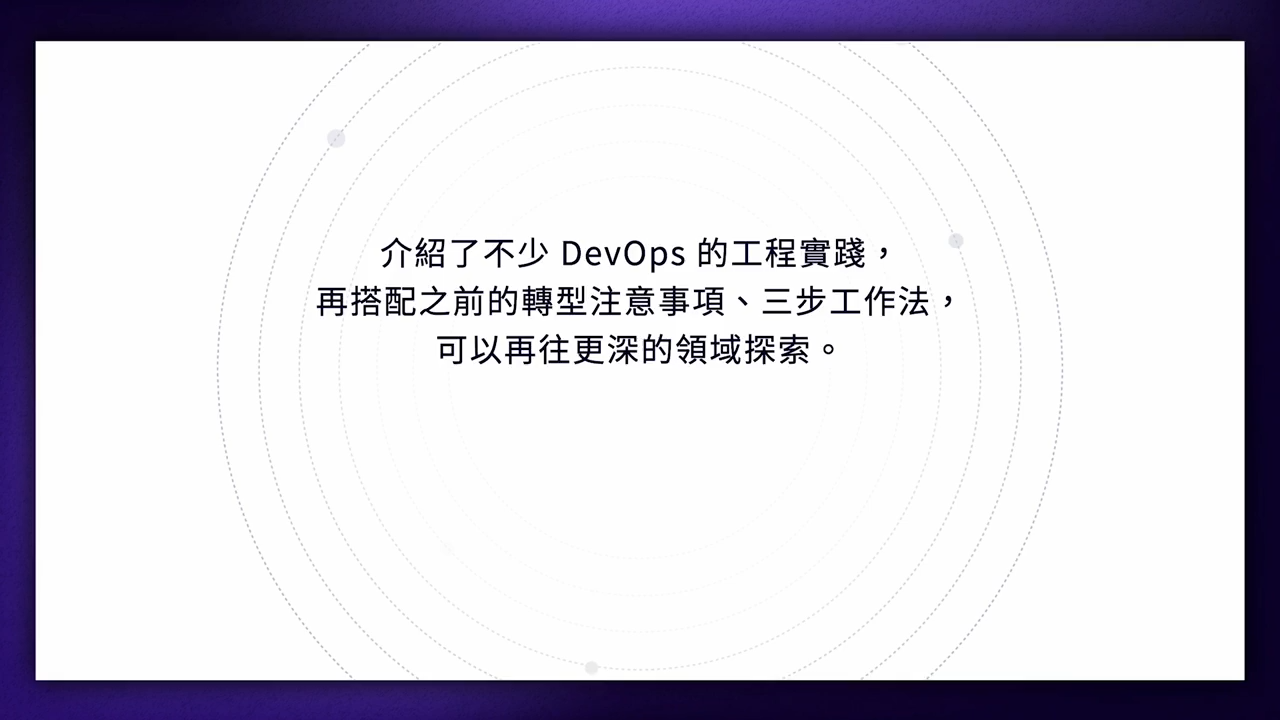 介紹了不少 DevOps 的工程實踐，
再搭配之前的轉型注意事項、三步工作法，
可以再往更深的領域探索。